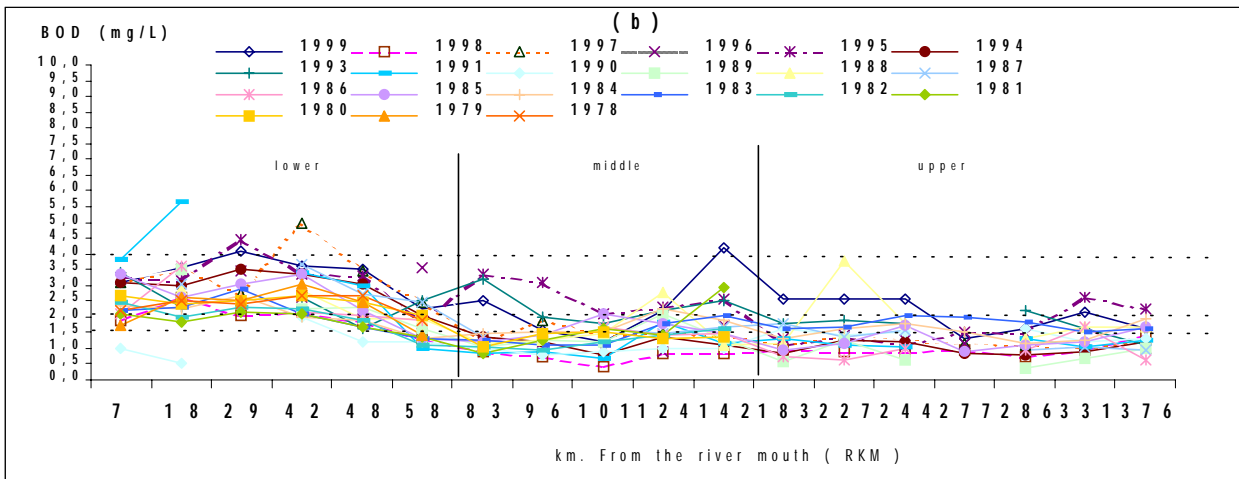 (b)
BOD (mg/L)
1999 1998 1997 1996 1995 1994
1993 1991 1990 1989 1988 1987
1986 1985 1984 1983 1982 1981
1980 1979 1978
10,0
9,5
9,0
8,5
8,0
7,5
7,0
6,5
6,0
5,5
5,0
4,5
4,0
3,5
3,0
2,5
2,0
1,5
1,0
0,5
0,0
lower middle upper
7 18 29 42 48 58 83 96 101 124 142 183 227 244 277 286 331 376
km. From the river mouth ( RKM )